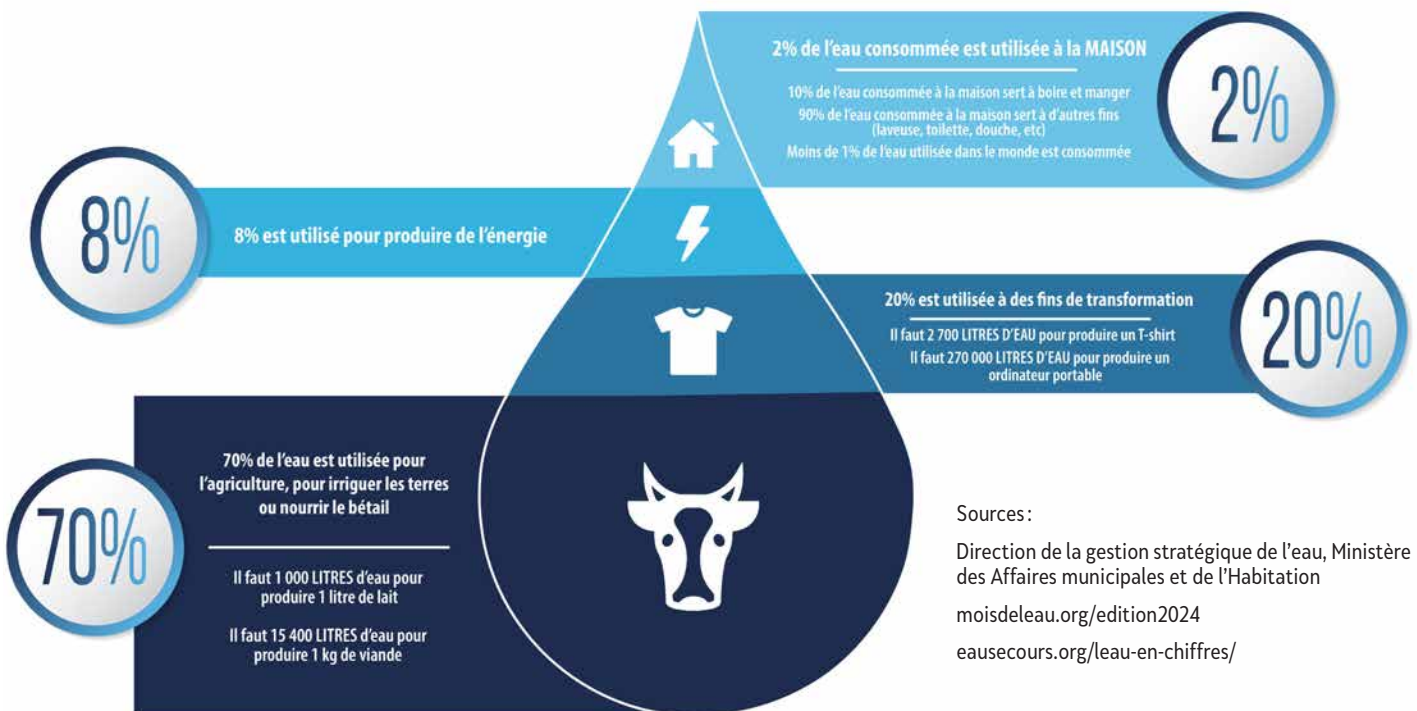 2% de l'eau consommée est utilisée à la MAISON
10% de l'eau consommée à la maison sert à boire et manger
90% de l'eau consommée à la maison sert à d'autres fins
(laveuse, toilette, douche, etc)
Moins de 1% de l'eau utilisée dans le monde est consommée
2%
8%
8% est utilisé pour produire de l'énergie
20% est utilisée à des fins de transformation
Il faut 2 700 LITRES D'EAU pour produire un T-shirt
Il faut 270 000 LITRES D'EAU pour produire un
ordinateur portable
20%
70%
70% de l'eau est utilisée pour
l'agriculture, pour irriguer les terres
ou nourrir le bétail
Il faut 1 000 LITRES d'eau pour
produire 1 litre de lait
Il faut 15 400 LITRES d'eau pour
produire 1 kg de viande
Sources :
Direction de la gestion stratégique de l'eau, Ministère
des Affaires municipales et de l'Habitation
moisdeleau.org/edition2024
eausecours.org/leau-en-chiffres/